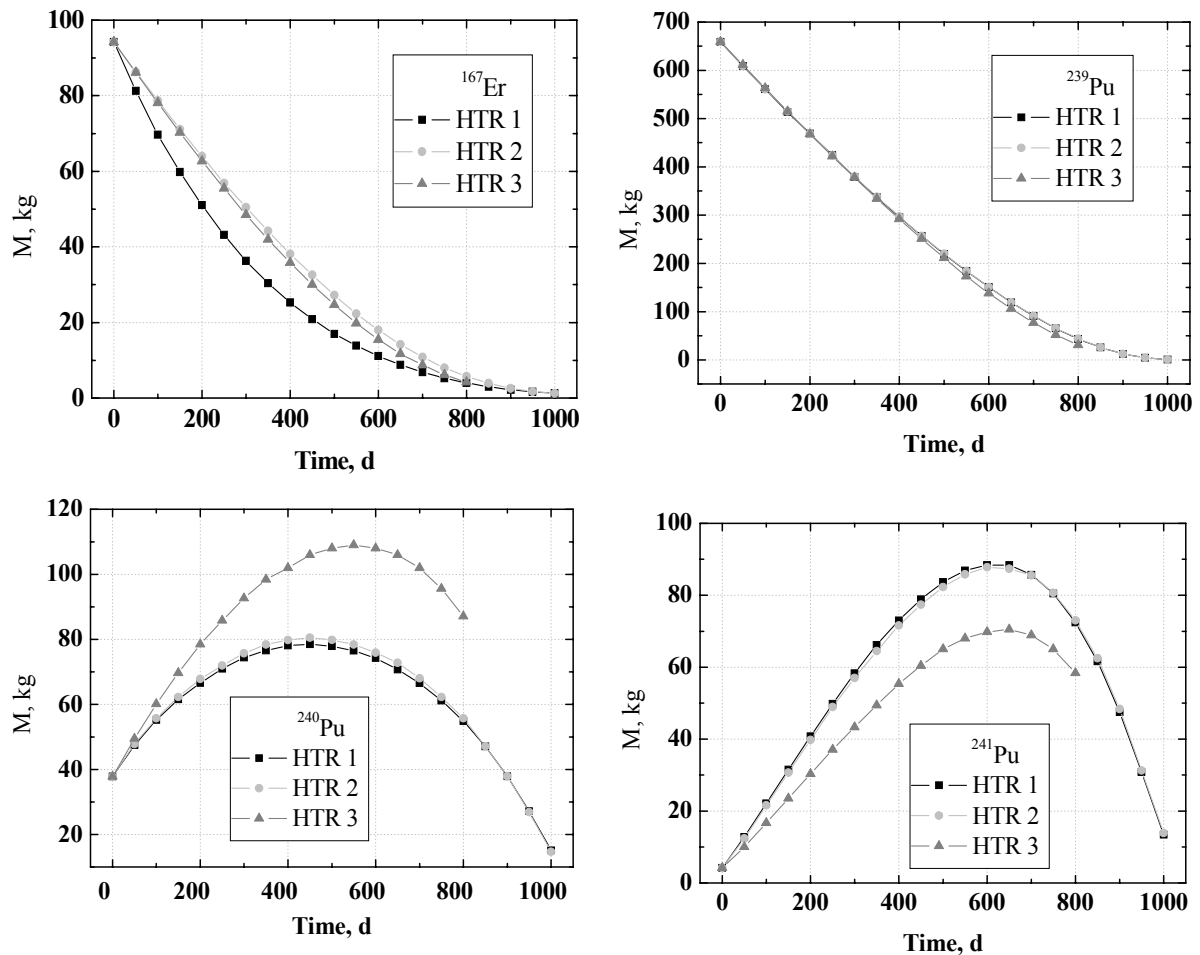 100
80
60
40
20
0
M, kg
0 200 400 600 800 1000
Time, d
167Er
HTR 1
HTR 2
HTR 3
700
600
500
400
300
200
100
0
M, kg
0 200 400 600 800 1000
Time, d
239Pu
HTR 1
HTR 2
HTR 3
120
100
80
60
40
20
M, kg
0 200 400 600 800 1000
Time, d
240Pu
HTR 1
HTR 2
HTR 3
100
80
60
40
20
0
M, kg
0 200 400 600 800 1000
Time, d
241Pu
HTR 1
HTR 2
HTR 3